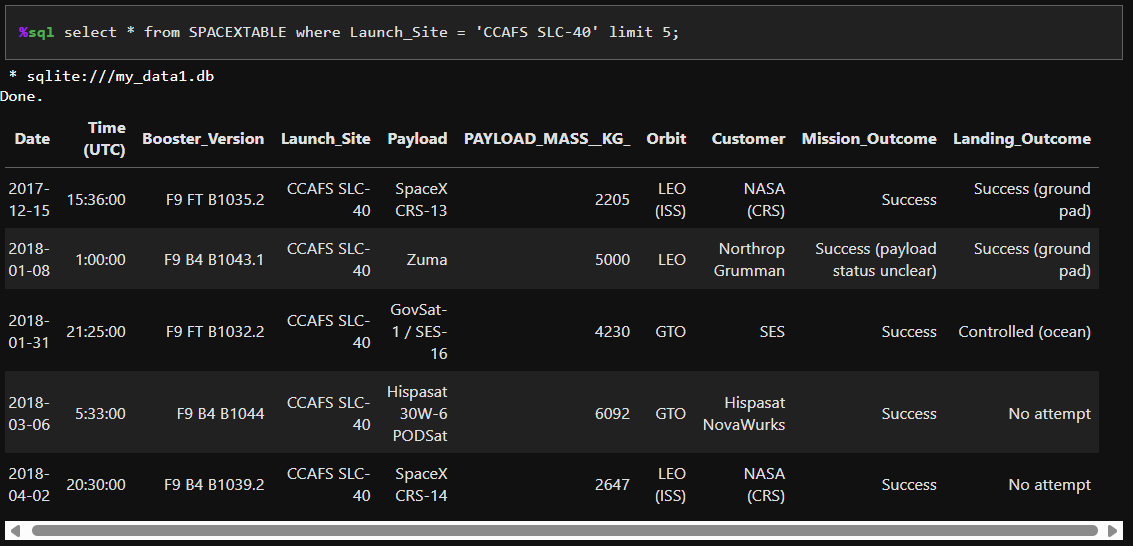 %sql select * from SPACEXTABLE where Launch_Site = 'CCAFS SLC-40' limit 5;
* sqlite:///my_data1.db
Done.
Date Time (UTC) Booster_Version Launch_Site Payload PAYLOAD_MASS__KG_ Orbit Customer Mission_Outcome Landing_Outcome
2017-12-15 15:36:00 F9 FT B1035.2 CCAFS SLC-40 SpaceX CRS-13 2205 LEO (ISS) NASA (CRS) Success Success (ground pad)
2018-01-08 1:00:00 F9 B4 B1043.1 CCAFS SLC-40 Zuma 5000 LEO Northrop Grumman Success (payload status unclear) Success (ground pad)
2018-01-31 21:25:00 F9 FT B1032.2 CCAFS SLC-40 GovSat-1 / SES-16 4230 GTO SES Success Controlled (ocean)
2018-03-06 5:33:00 F9 B4 B1044 CCAFS SLC-40 Hispasat 30W-6 PODSat 6092 GTO Hispasat NovaWurks Success No attempt
2018-04-02 20:30:00 F9 B4 B1039.2 CCAFS SLC-40 SpaceX CRS-14 2647 LEO (ISS) NASA (CRS) Success No attempt